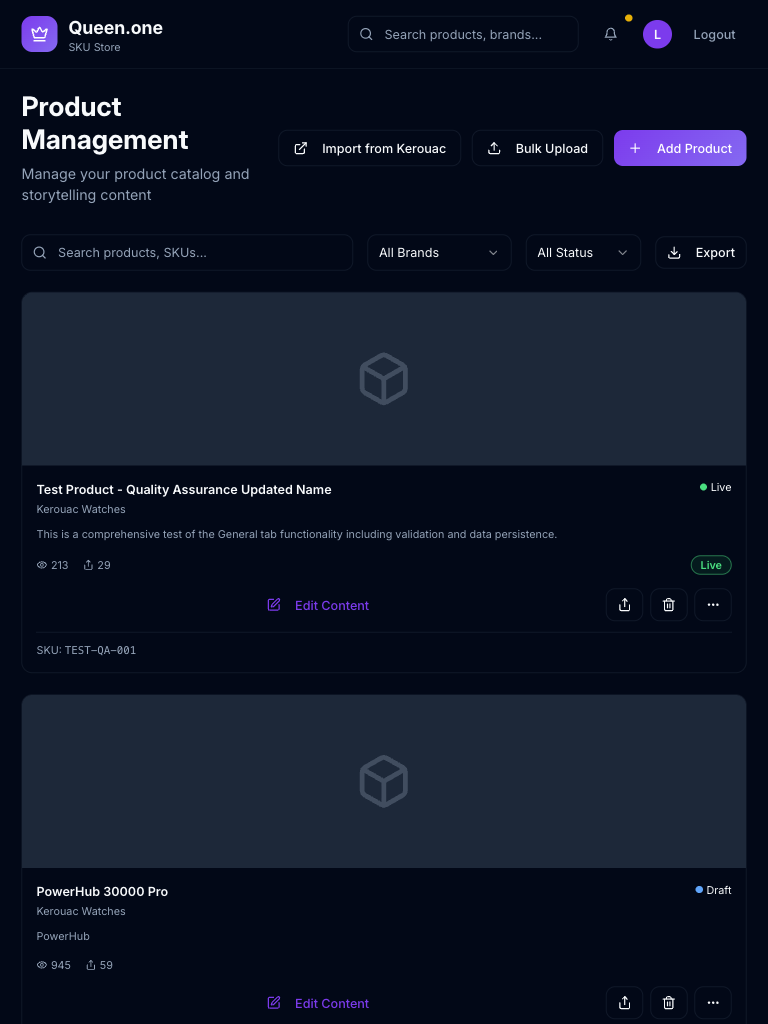 Queen.one
SKU Store
Search products, brands...
L
Logout
Product
Management
Manage your product catalog and
storytelling content
Import from Kerouac
Bulk Upload
Add Product
Search products, SKUs...
All Brands
All Status
Export
Test Product - Quality Assurance Updated Name
Live
Kerouac Watches
This is a comprehensive test of the General tab functionality including validation and data persistence.
213
29
Live
Edit Content
SKU: TEST-QA-001
PowerHub 30000 Pro
Draft
Kerouac Watches
PowerHub
945
59
Edit Content